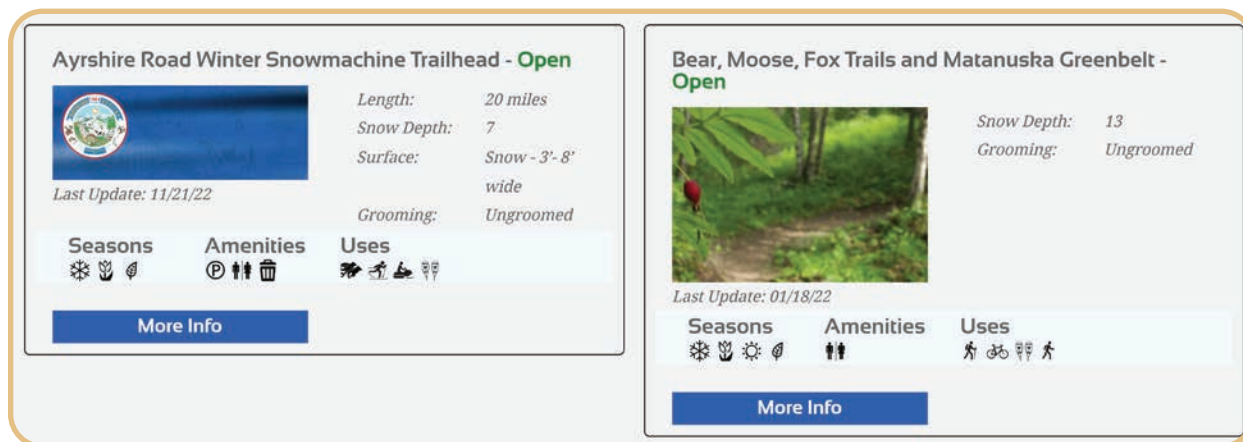 Ayrshire Road Winter Snowmachine Trailhead - Open
Length: 20 miles
Snow Depth: 7
Surface: Snow - 3'- 8'
wide
Grooming: Ungroomed
Last Update: 11/21/22
Seasons Amenities Uses
P
More Info
Bear, Moose, Fox Trails and Matanuska Greenbelt -
Open
Snow Depth: 13
Grooming: Ungroomed
Last Update: 01/18/22
Seasons Amenities Uses
More Info